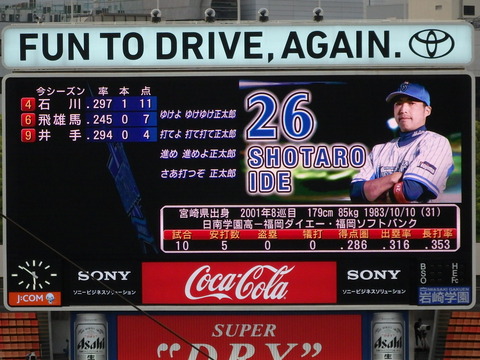 FUN TO DRIVE, AGAIN. TOYOTA
今シーズン 率 本 点
4 石川 .297 1 11
6 飛雄馬 .245 0 7
9 井手 .294 0 4
ゆけよ ゆけゆけ正太郎
打てよ 打て打て正太郎
進め 進めよ正太郎
さあ打つぞ 正太郎
26
SHOTARO
IDE
宮崎県出身 2001年8巡目 179cm 85kg 1983/10/10 (31)
日南学園高ー福岡ダイエー・福岡ソフトバンク
試合 安打数 盗塁 犠打 得点圏 出塁率 長打率
10 5 0 0 .286 .316 .353
J:COM
SONY
ソニービジネスソリューション
Coca-Cola
SONY
ソニービジネスソリューション
B H
S E
O Fc
岩崎学園
Asahi
SUPER
"DRY"
Asahi